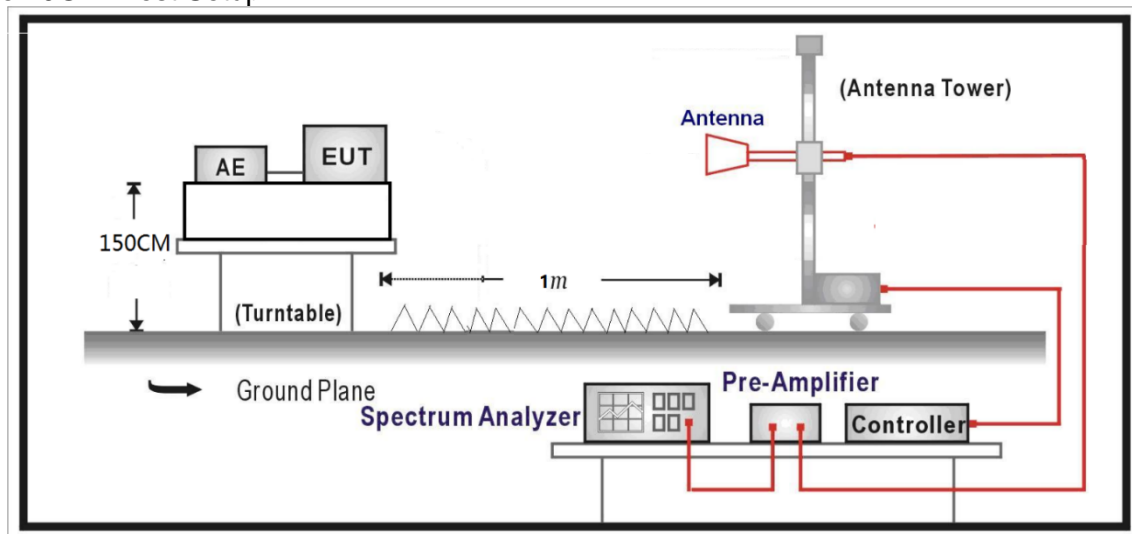 (Antenna Tower)
Antenna
EUT
AE
150CM
1m
(Turntable)
Ground Plane
Pre-Amplifier
Spectrum Analyzer
Controller